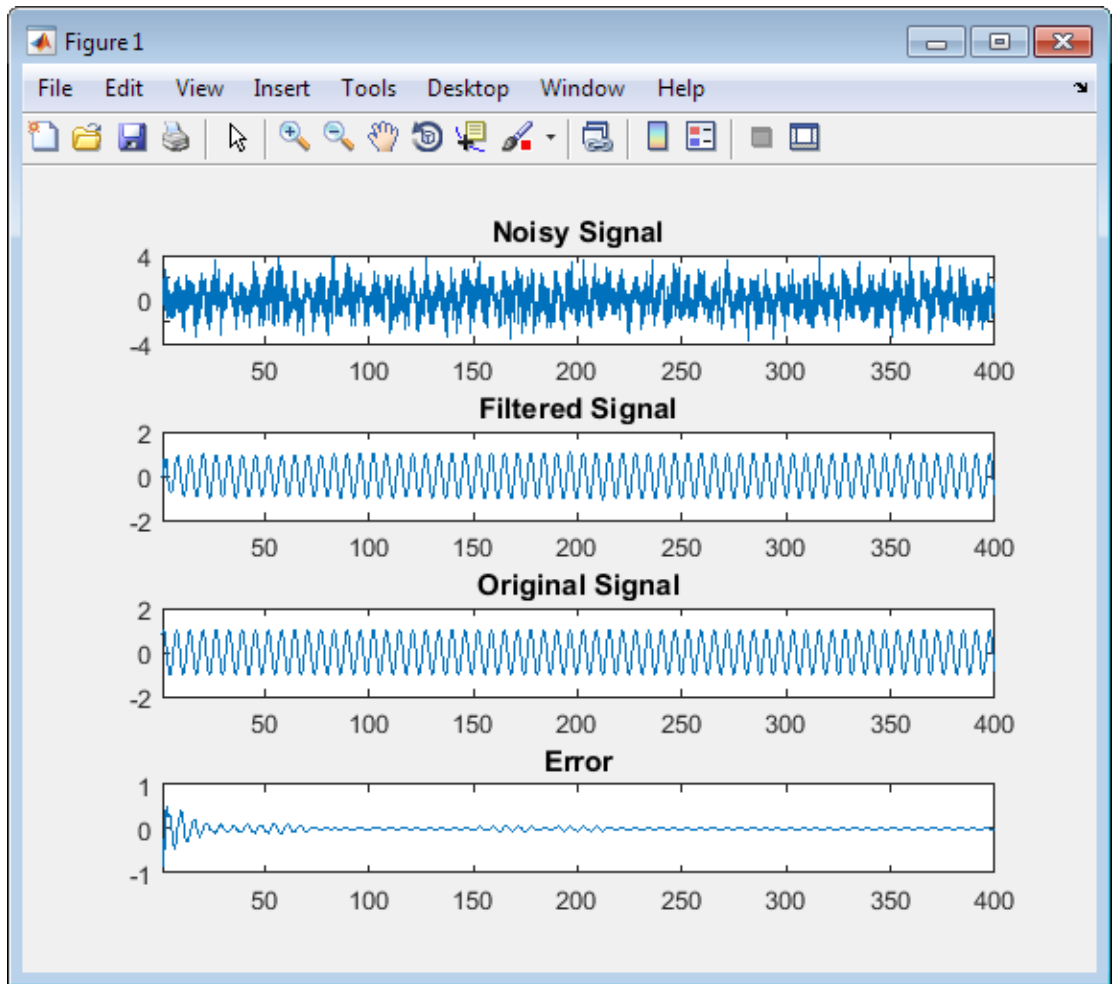 Figure 1
File Edit View Insert Tools Desktop Window Help
Noisy Signal
4
0
-4
50 100 150 200 250 300 350 400
Filtered Signal
2
0
-2
50 100 150 200 250 300 350 400
Original Signal
2
0
-2
50 100 150 200 250 300 350 400
Error
1
0
-1
50 100 150 200 250 300 350 400